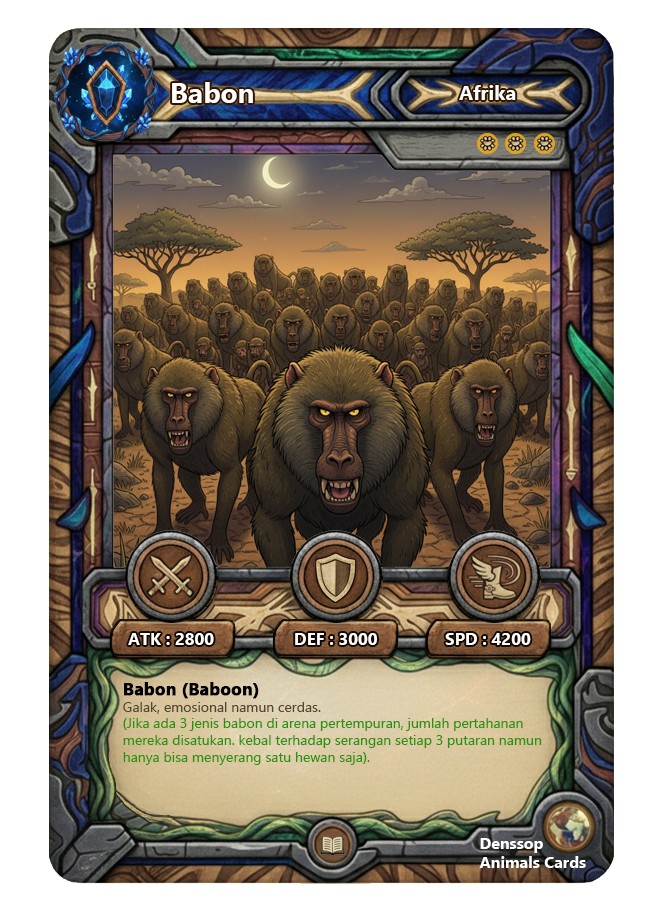 Babon
Afrika
ATK : 2800
DEF : 3000
SPD : 4200
Babon (Baboon)
Galak, emosional namun cerdas.
(Jika ada 3 jenis babon di arena pertempuran, jumlah pertahanan
mereka disatukan. kebal terhadap serangan setiap 3 putaran namun
hanya bisa menyerang satu hewan saja).
Denssop
Animals Cards